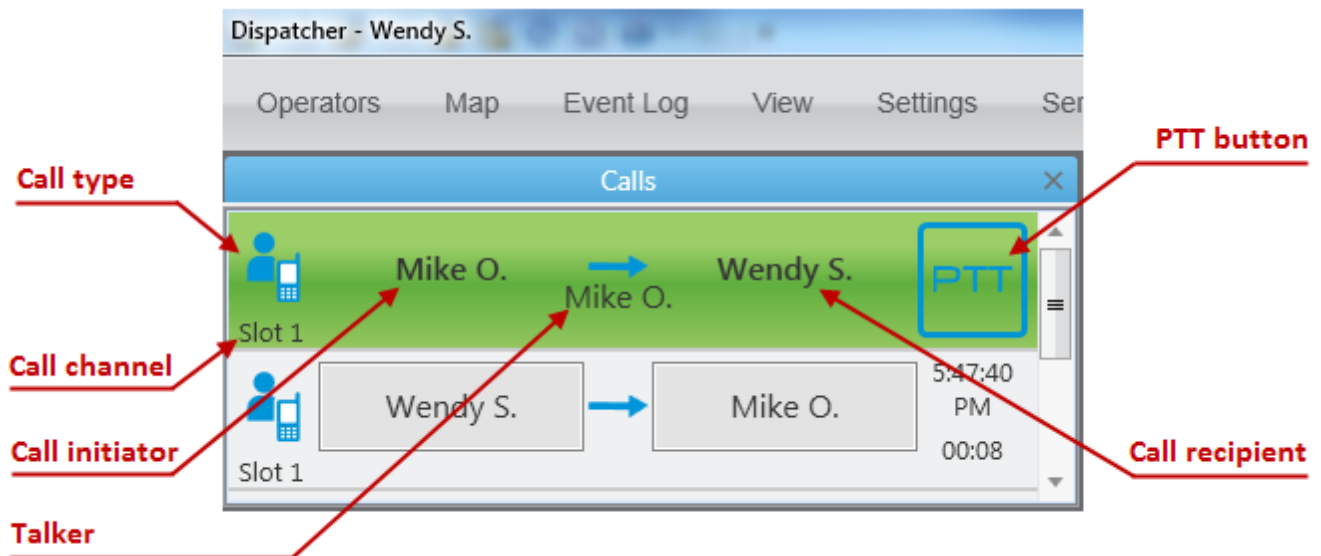 Dispatcher - Wendy S.
Operators Map Event Log View Settings Ser
PTT button
Call type
Calls
Mike O. Wendy S. PTT
Mike O.
Slot 1
Call channel
Wendy S. Mike O. 5:47:40
PM
00:08
Call initiator
Call recipient
Slot 1
Talker